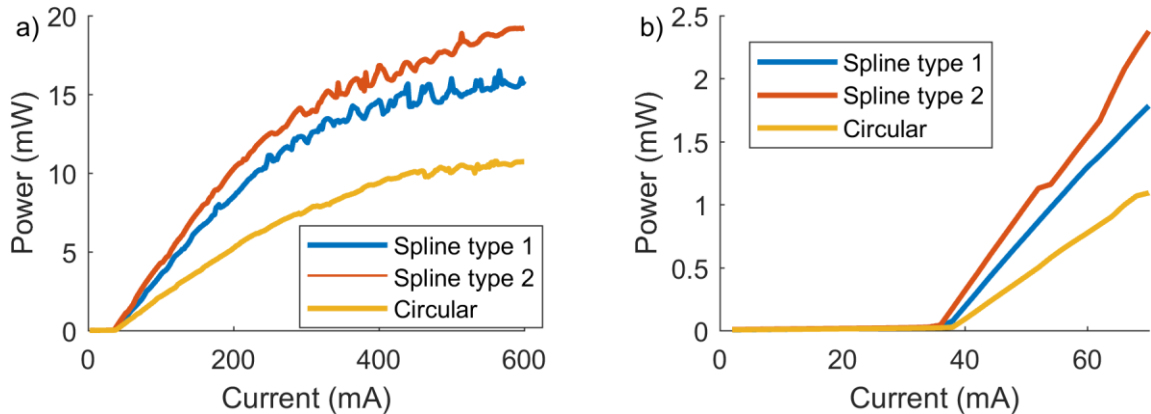 a)
20
15
10
5
0
Power (mW)
Spline type 1
Spline type 2
Circular
0 200 400 600
Current (mA)
b)
2.5
2
1.5
1
0.5
0
Power (mW)
Spline type 1
Spline type 2
Circular
0 20 40 60
Current (mA)